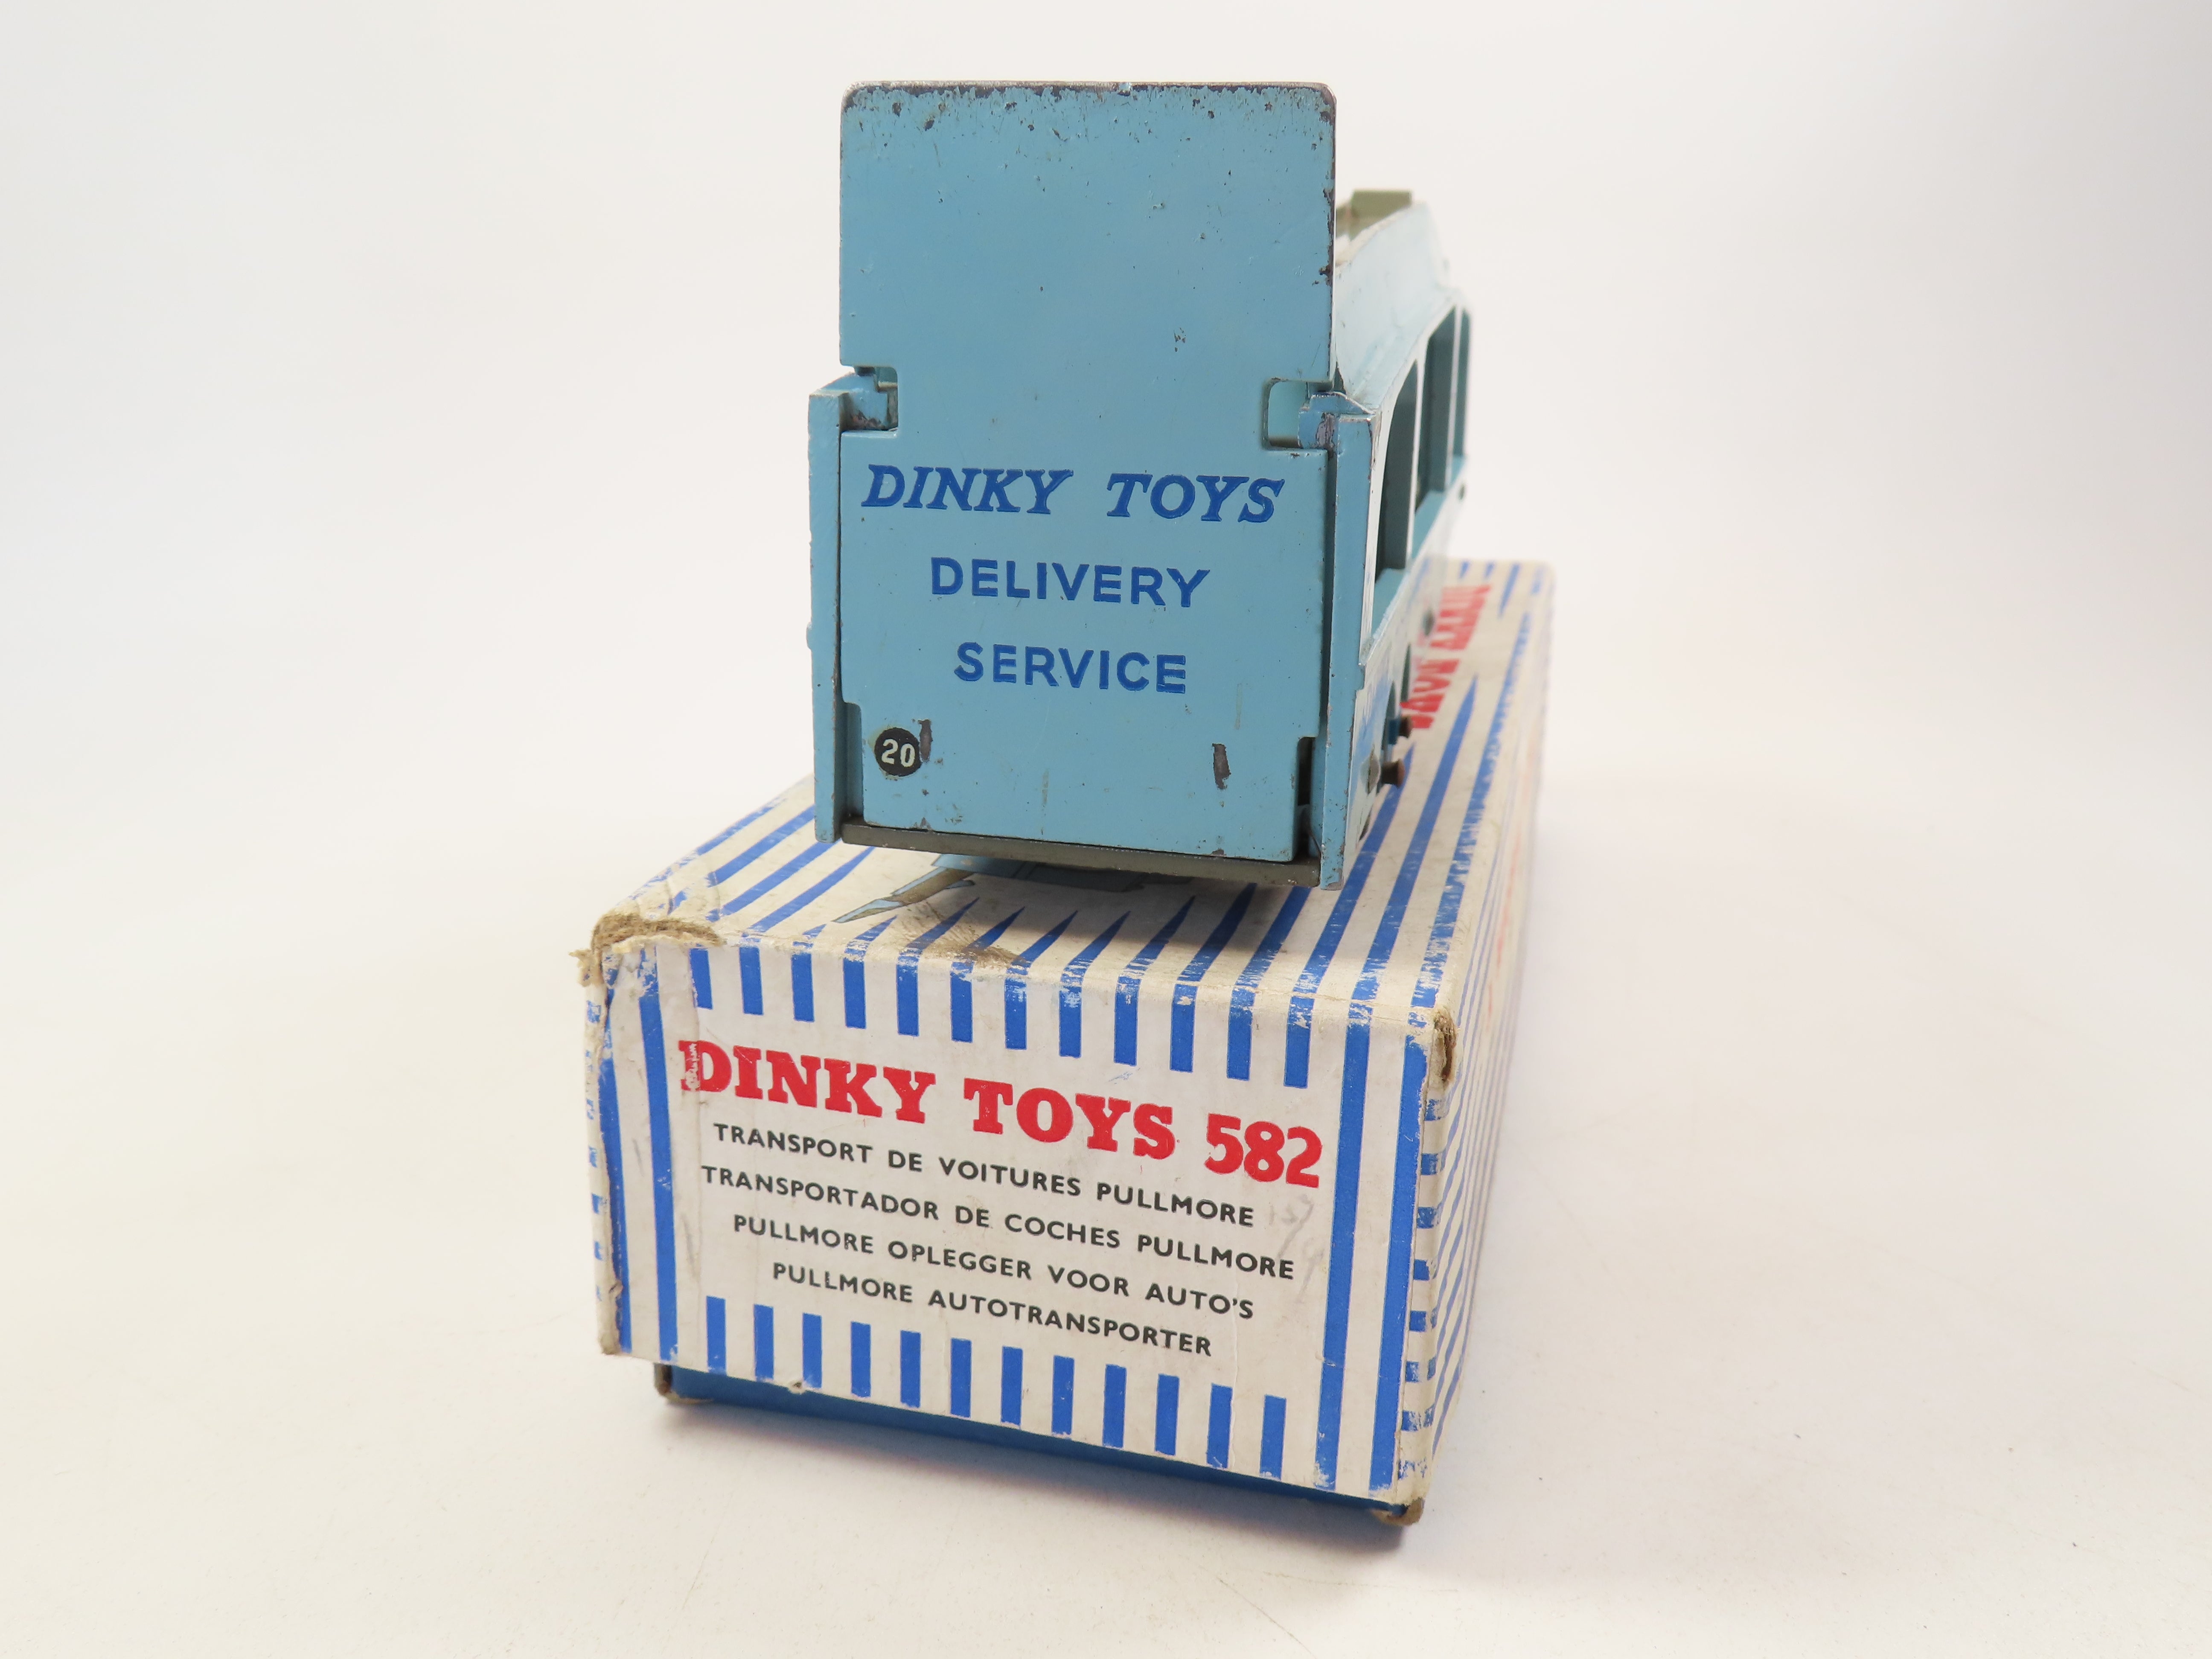 DINKY TOYS
DELIVERY
SERVICE
20
DINKY TOYS 582
TRANSPORT DE VOITURES PULLMORE
TRANSPORTADOR DE COCHES PULLMORE
PULLMORE OPLEGGER VOOR AUTO'S
PULLMORE AUTOTRANSPORTER